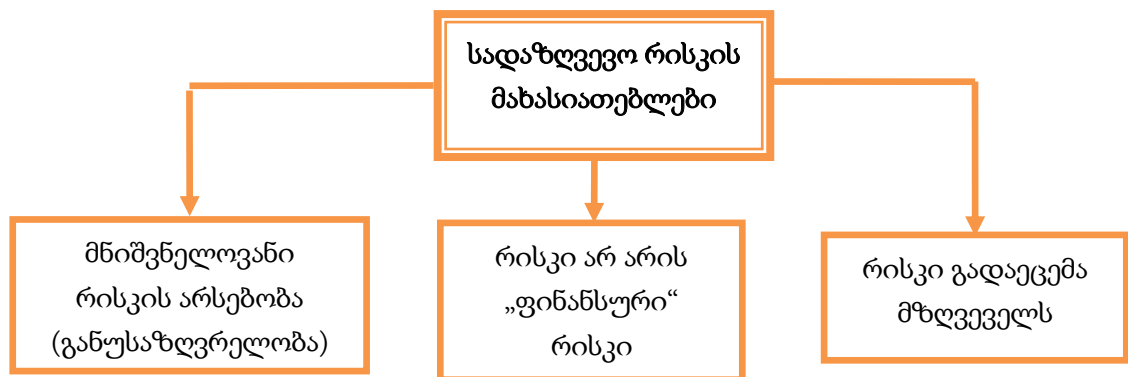 სადაზღვევო რისკის
მახასიათებლები
მნიშვნელოვანი
რისკის არსებობა
(განუსაზღვრელობა)
რისკი არ არის
„ფინანსური“
რისკი
რისკი გადაეცემა
მზღვეველს